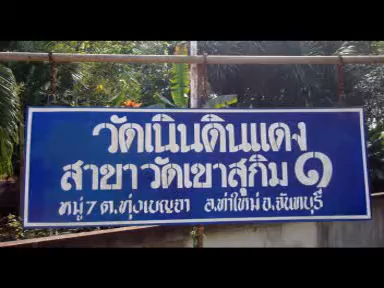 วัดเนินดินแดง
สาขาวัดเขาสุกิม ๑
หมู่ 7 ต.ทุ่งเบญจา อ.ท่าใหม่ จ.จันทบุรี